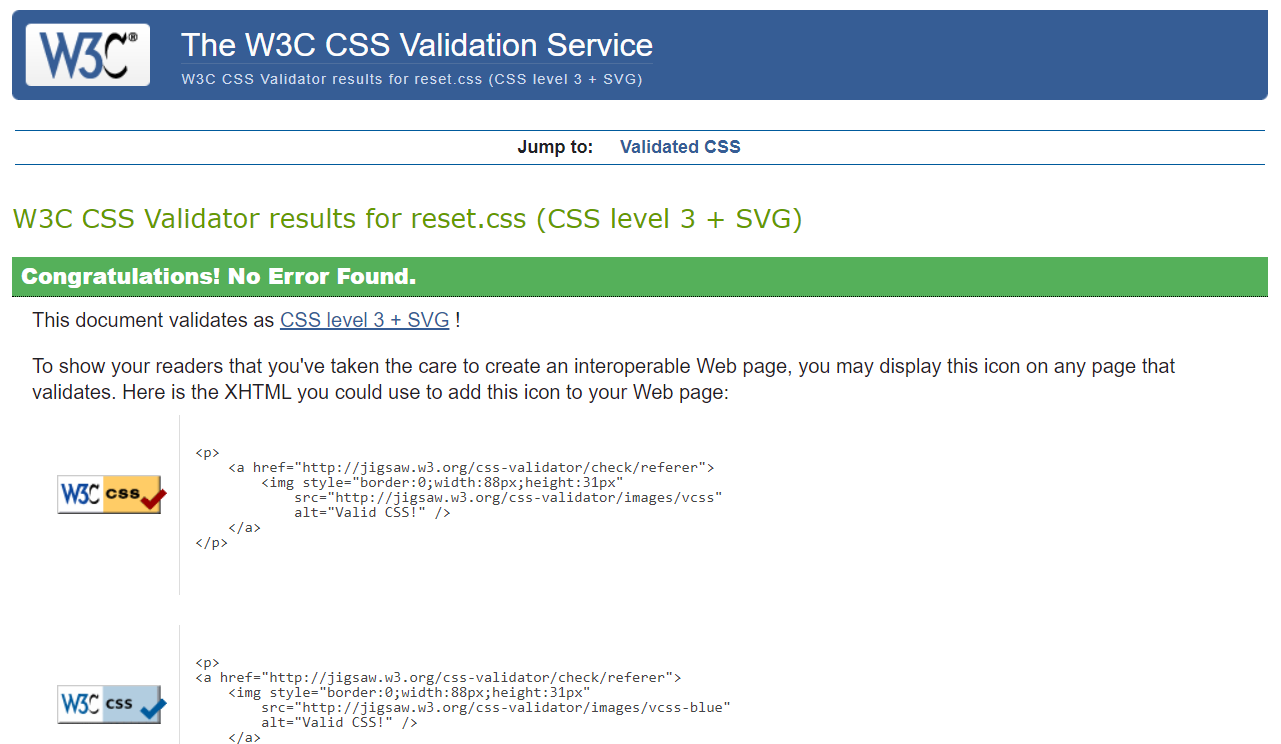 W3C®
The W3C CSS Validation Service
W3C CSS Validator results for reset.css (CSS level 3 + SVG)
Jump to: Validated CSS
W3C CSS Validator results for reset.css (CSS level 3 + SVG)
Congratulations! No Error Found.
This document validates as CSS level 3 + SVG !
To show your readers that you've taken the care to create an interoperable Web page, you may display this icon on any page that
validates. Here is the XHTML you could use to add this icon to your Web page:
W3C css
<p>
    <a href="http://jigsaw.w3.org/css-validator/check/referer">
        <img style="border:0;width:88px;height:31px"
            src="http://jigsaw.w3.org/css-validator/images/vcss"
            alt="Valid CSS!" />
    </a>
</p>
W3C css
<p>
<a href="http://jigsaw.w3.org/css-validator/check/referer">
    <img style="border:0;width:88px;height:31px"
        src="http://jigsaw.w3.org/css-validator/images/vcss-blue"
        alt="Valid CSS!" />
    </a>